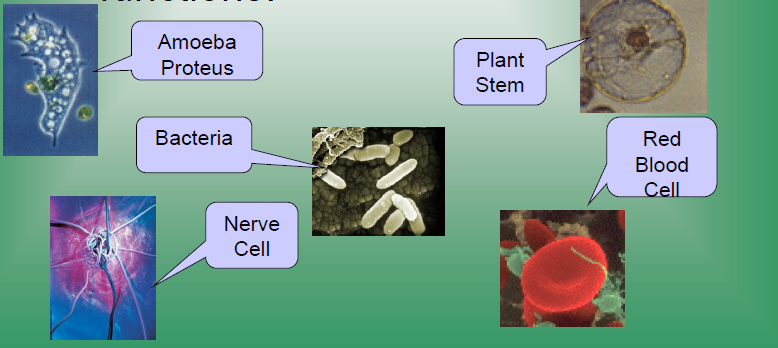 Amoeba
Proteus
Plant
Stem
Bacteria
Red
Blood
Cell
Nerve
Cell